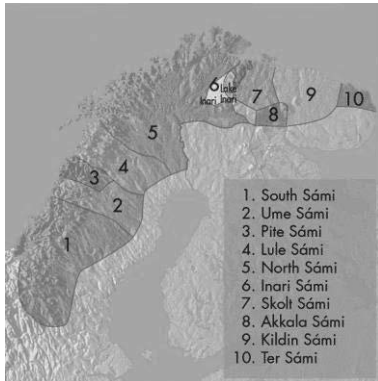 6 Lake
Inari Inari
7
9
10
8
5
4
3
2
1
1. South Sámi
2. Ume Sámi
3. Pite Sámi
4. Lule Sámi
5. North Sámi
6. Inari Sámi
7. Skolt Sámi
8. Akkala Sámi
9. Kildin Sámi
10. Ter Sámi